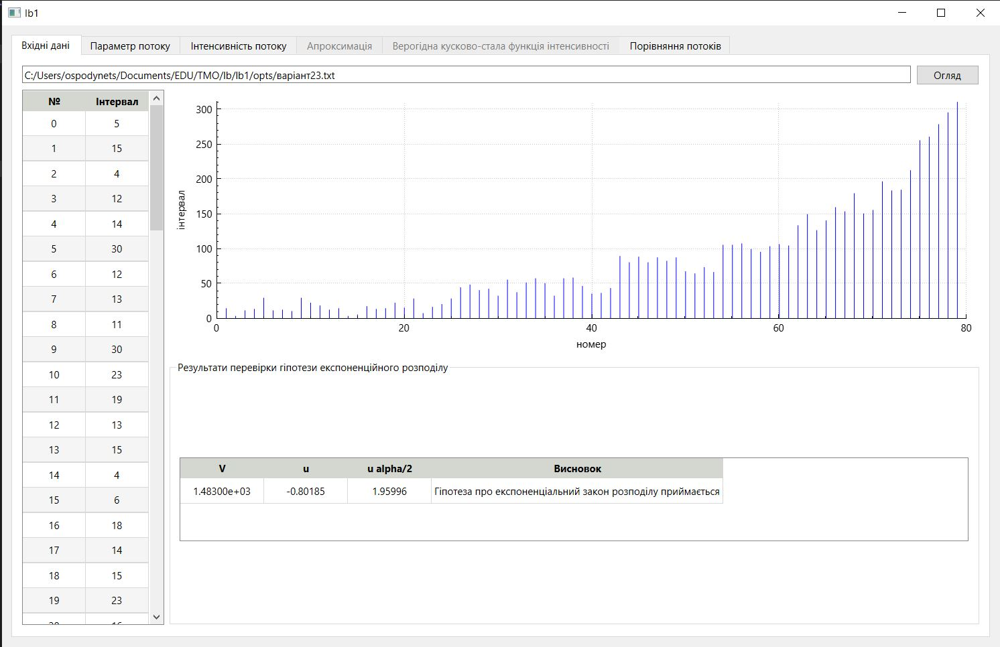 lb1
Вхідні дані Параметр потоку Інтенсивність потоку Апроксимація Верогідна кусково-стала функція інтенсивності Порівняння потоків
C:/Users/ospodynets/Documents/EDU/TMO/lb/lb1/opts/варіант23.txt Огляд
№ Інтервал
0 5
1 15
2 4
3 12
4 14
5 30
6 12
7 13
8 11
9 30
10 23
11 19
12 13
13 15
14 4
15 6
16 18
17 14
18 15
19 23
20 16
300
250
200
150
100
50
0
інтервал
0 20 40 60 80
номер
Результати перевірки гіпотези експоненційного розподілу
V u u alpha/2 Висновок
1.48300e+03 -0.80185 1.95996 Гіпотеза про експоненціальний закон розподілу приймається